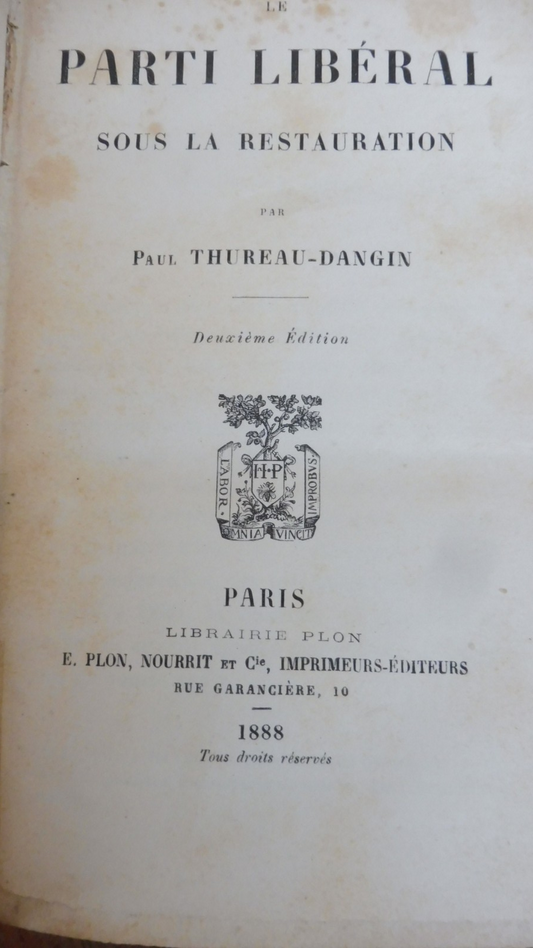 LE
PARTI LIBÉRAL
SOUS LA RESTAURATION
PAR
PAUL THUREAU-DANGIN
Deuxième Édition
H·P
LABOR
IMPROBVS
OMNIA VINCIT
PARIS
LIBRAIRIE PLON
E. PLON, NOURRIT ET Cie, IMPRIMEURS-ÉDITEURS
RUE GARANCIÈRE, 10
1888
Tous droits réservés